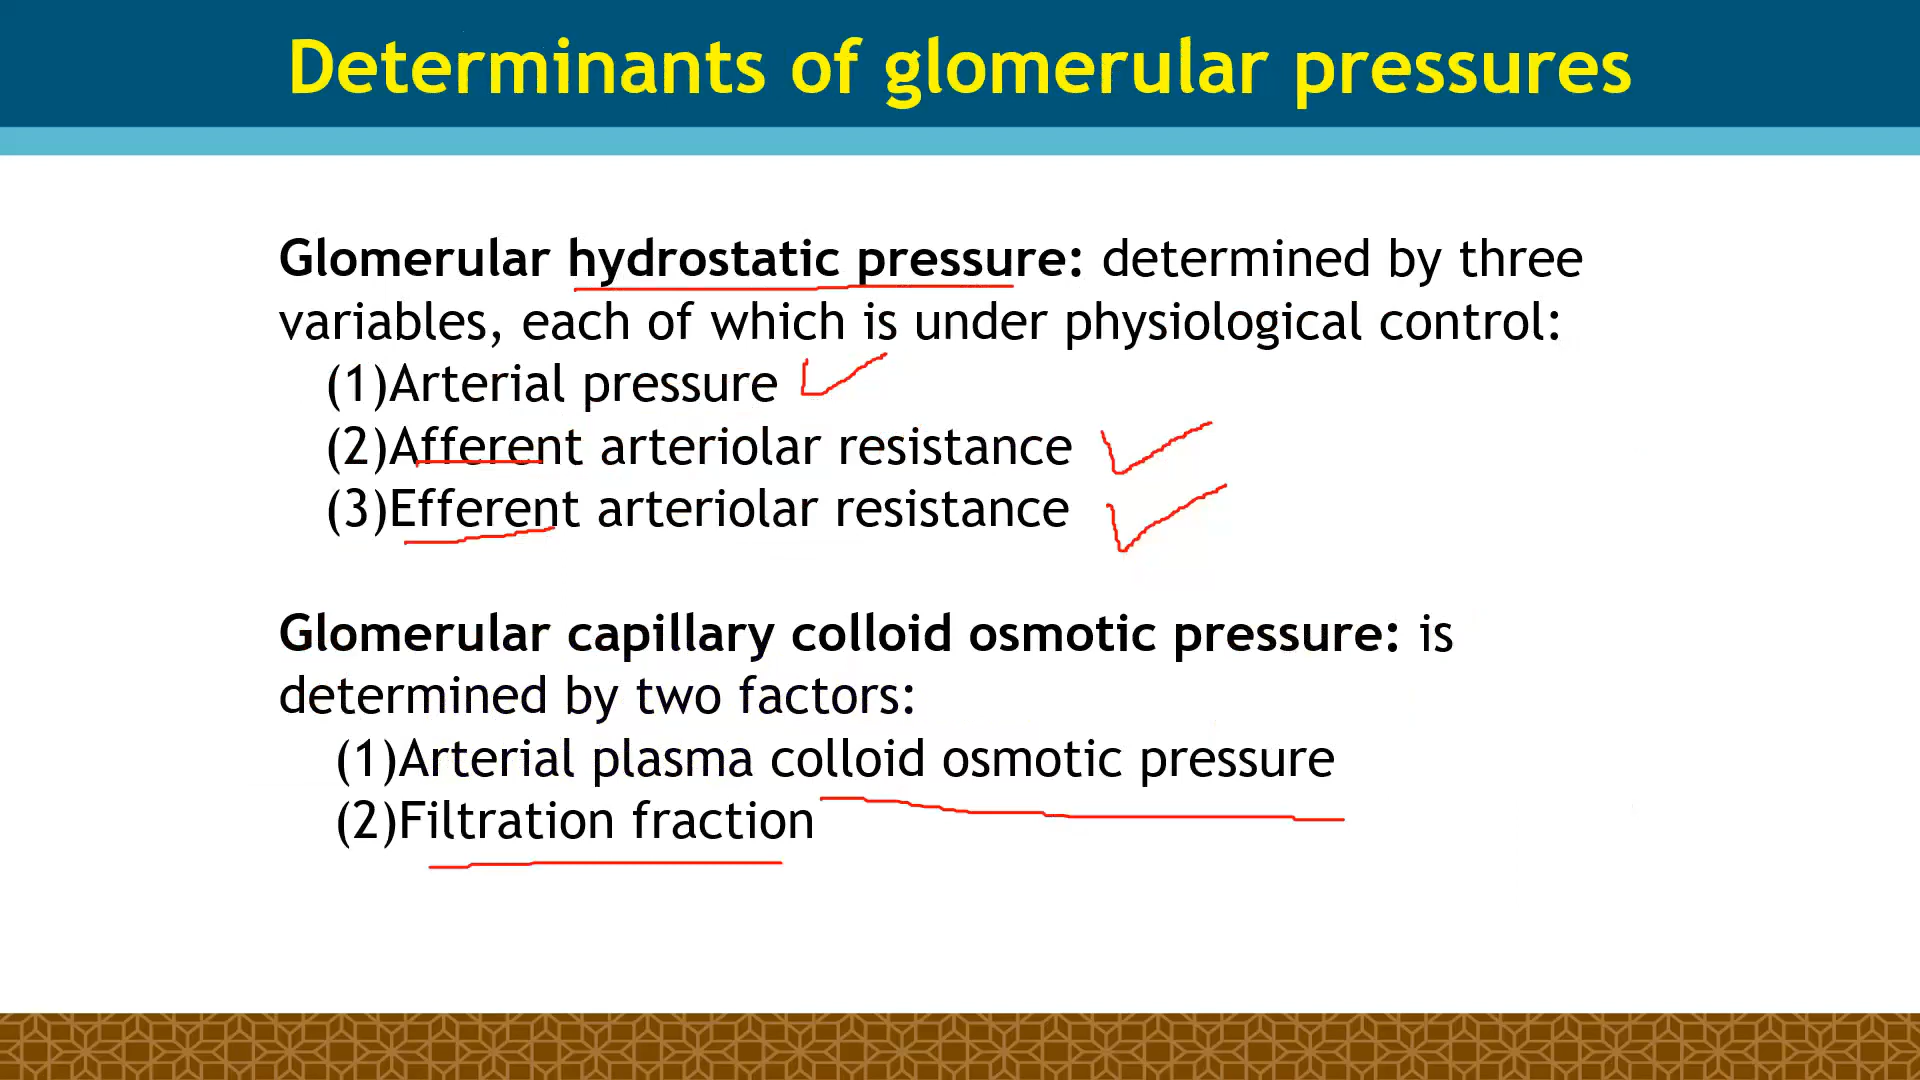 Determinants of glomerular pressures
Glomerular hydrostatic pressure: determined by three
variables, each of which is under physiological control:
(1)Arterial pressure
(2)Afferent arteriolar resistance
(3)Efferent arteriolar resistance
Glomerular capillary colloid osmotic pressure: is
determined by two factors:
(1)Arterial plasma colloid osmotic pressure
(2)Filtration fraction